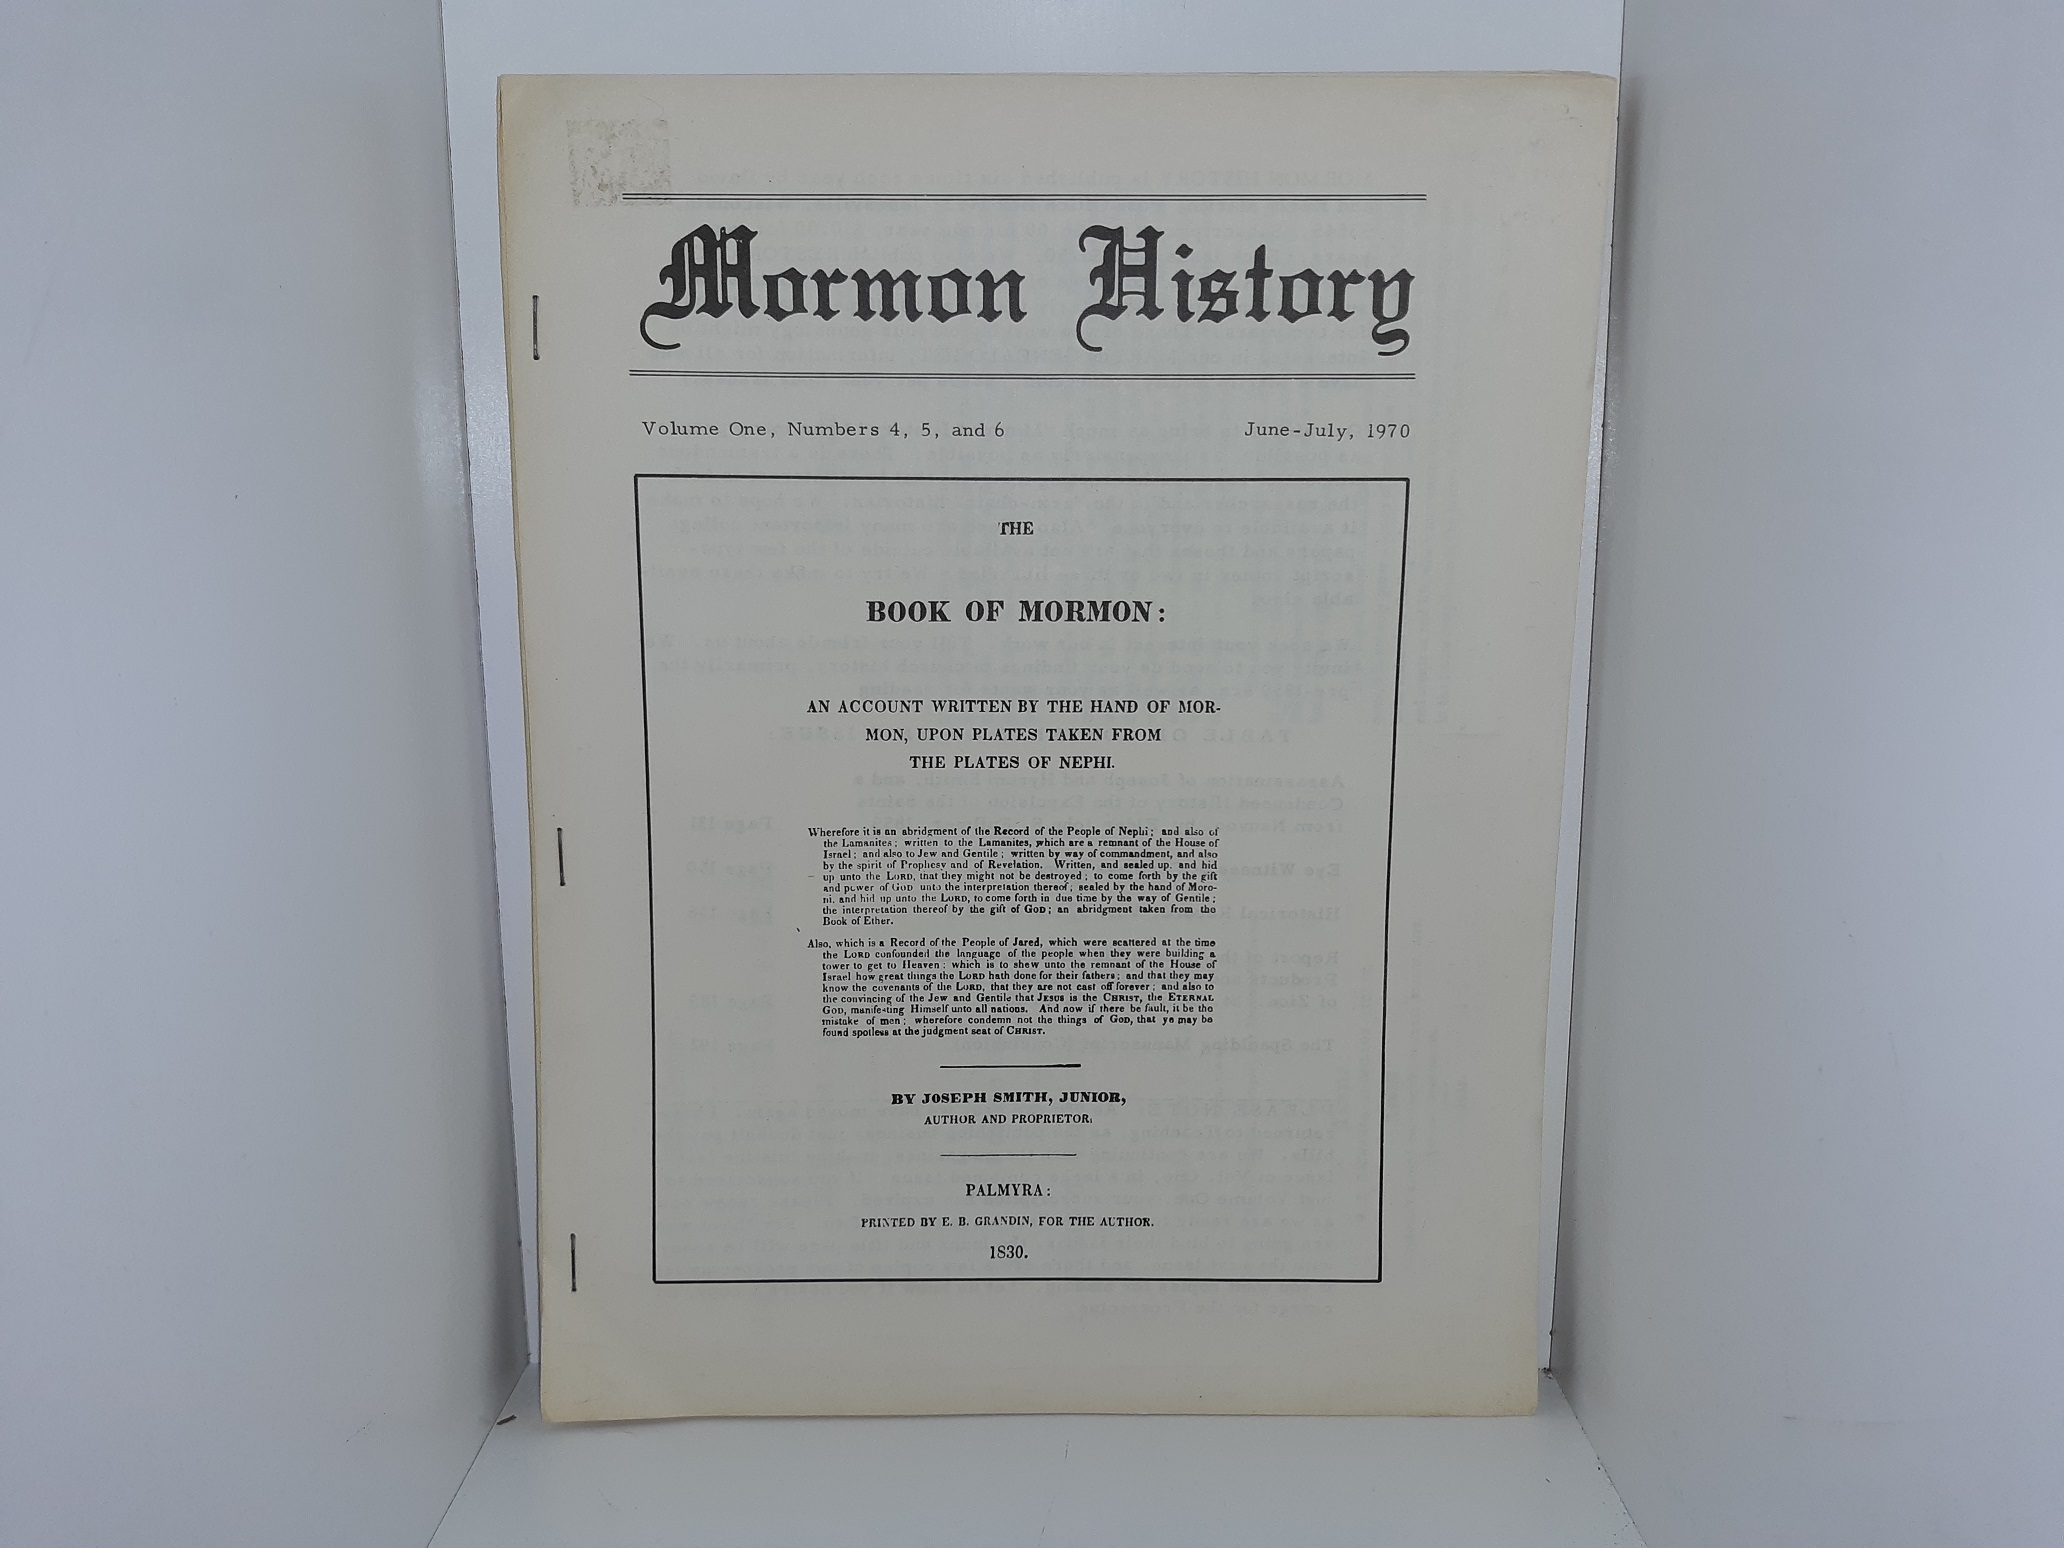 Mormon History
Volume One, Numbers 4, 5, and 6 June-July, 1970
THE
BOOK OF MORMON:
AN ACCOUNT WRITTEN BY THE HAND OF MOR-
MON, UPON PLATES TAKEN FROM
THE PLATES OF NEPHI.
Wherefore it is an abridgment of the Record of the People of Nephi; and also of
the Lamanites; written to the Lamanites, which are a remnant of the House of
Israel; and also to Jew and Gentile; written by way of commandment, and also
by the spirit of Prophesy and of Revelation. Written, and sealed up, and hid
up unto the LORD, that they might not be destroyed; to come forth by the gift
and power of GOD unto the interpretation thereof; sealed by the hand of Moro-
ni, and hid up unto the LORD, to come forth in due time by the way of Gentile;
the interpretation thereof by the gift of GOD; an abridgment taken from the
Book of Ether.
Also, which is a Record of the People of Jared, which were scattered at the time
the LORD confounded the language of the people when they were building a
tower to get to Heaven; which is to shew unto the remnant of the House of
Israel how great things the LORD hath done for their fathers; and that they may
know the covenants of the LORD, that they are not cast off forever; and also to
the convincing of the Jew and Gentile that JESUS is the CHRIST, the ETERNAL
GOD, manifesting Himself unto all nations. And now if there be fault, it be the
mistake of men; wherefore condemn not the things of GOD, that ye may be
found spotless at the judgment seat of CHRIST.
BY JOSEPH SMITH, JUNIOR,
AUTHOR AND PROPRIETOR.
PALMYRA:
PRINTED BY E. B. GRANDIN, FOR THE AUTHOR.
1830.